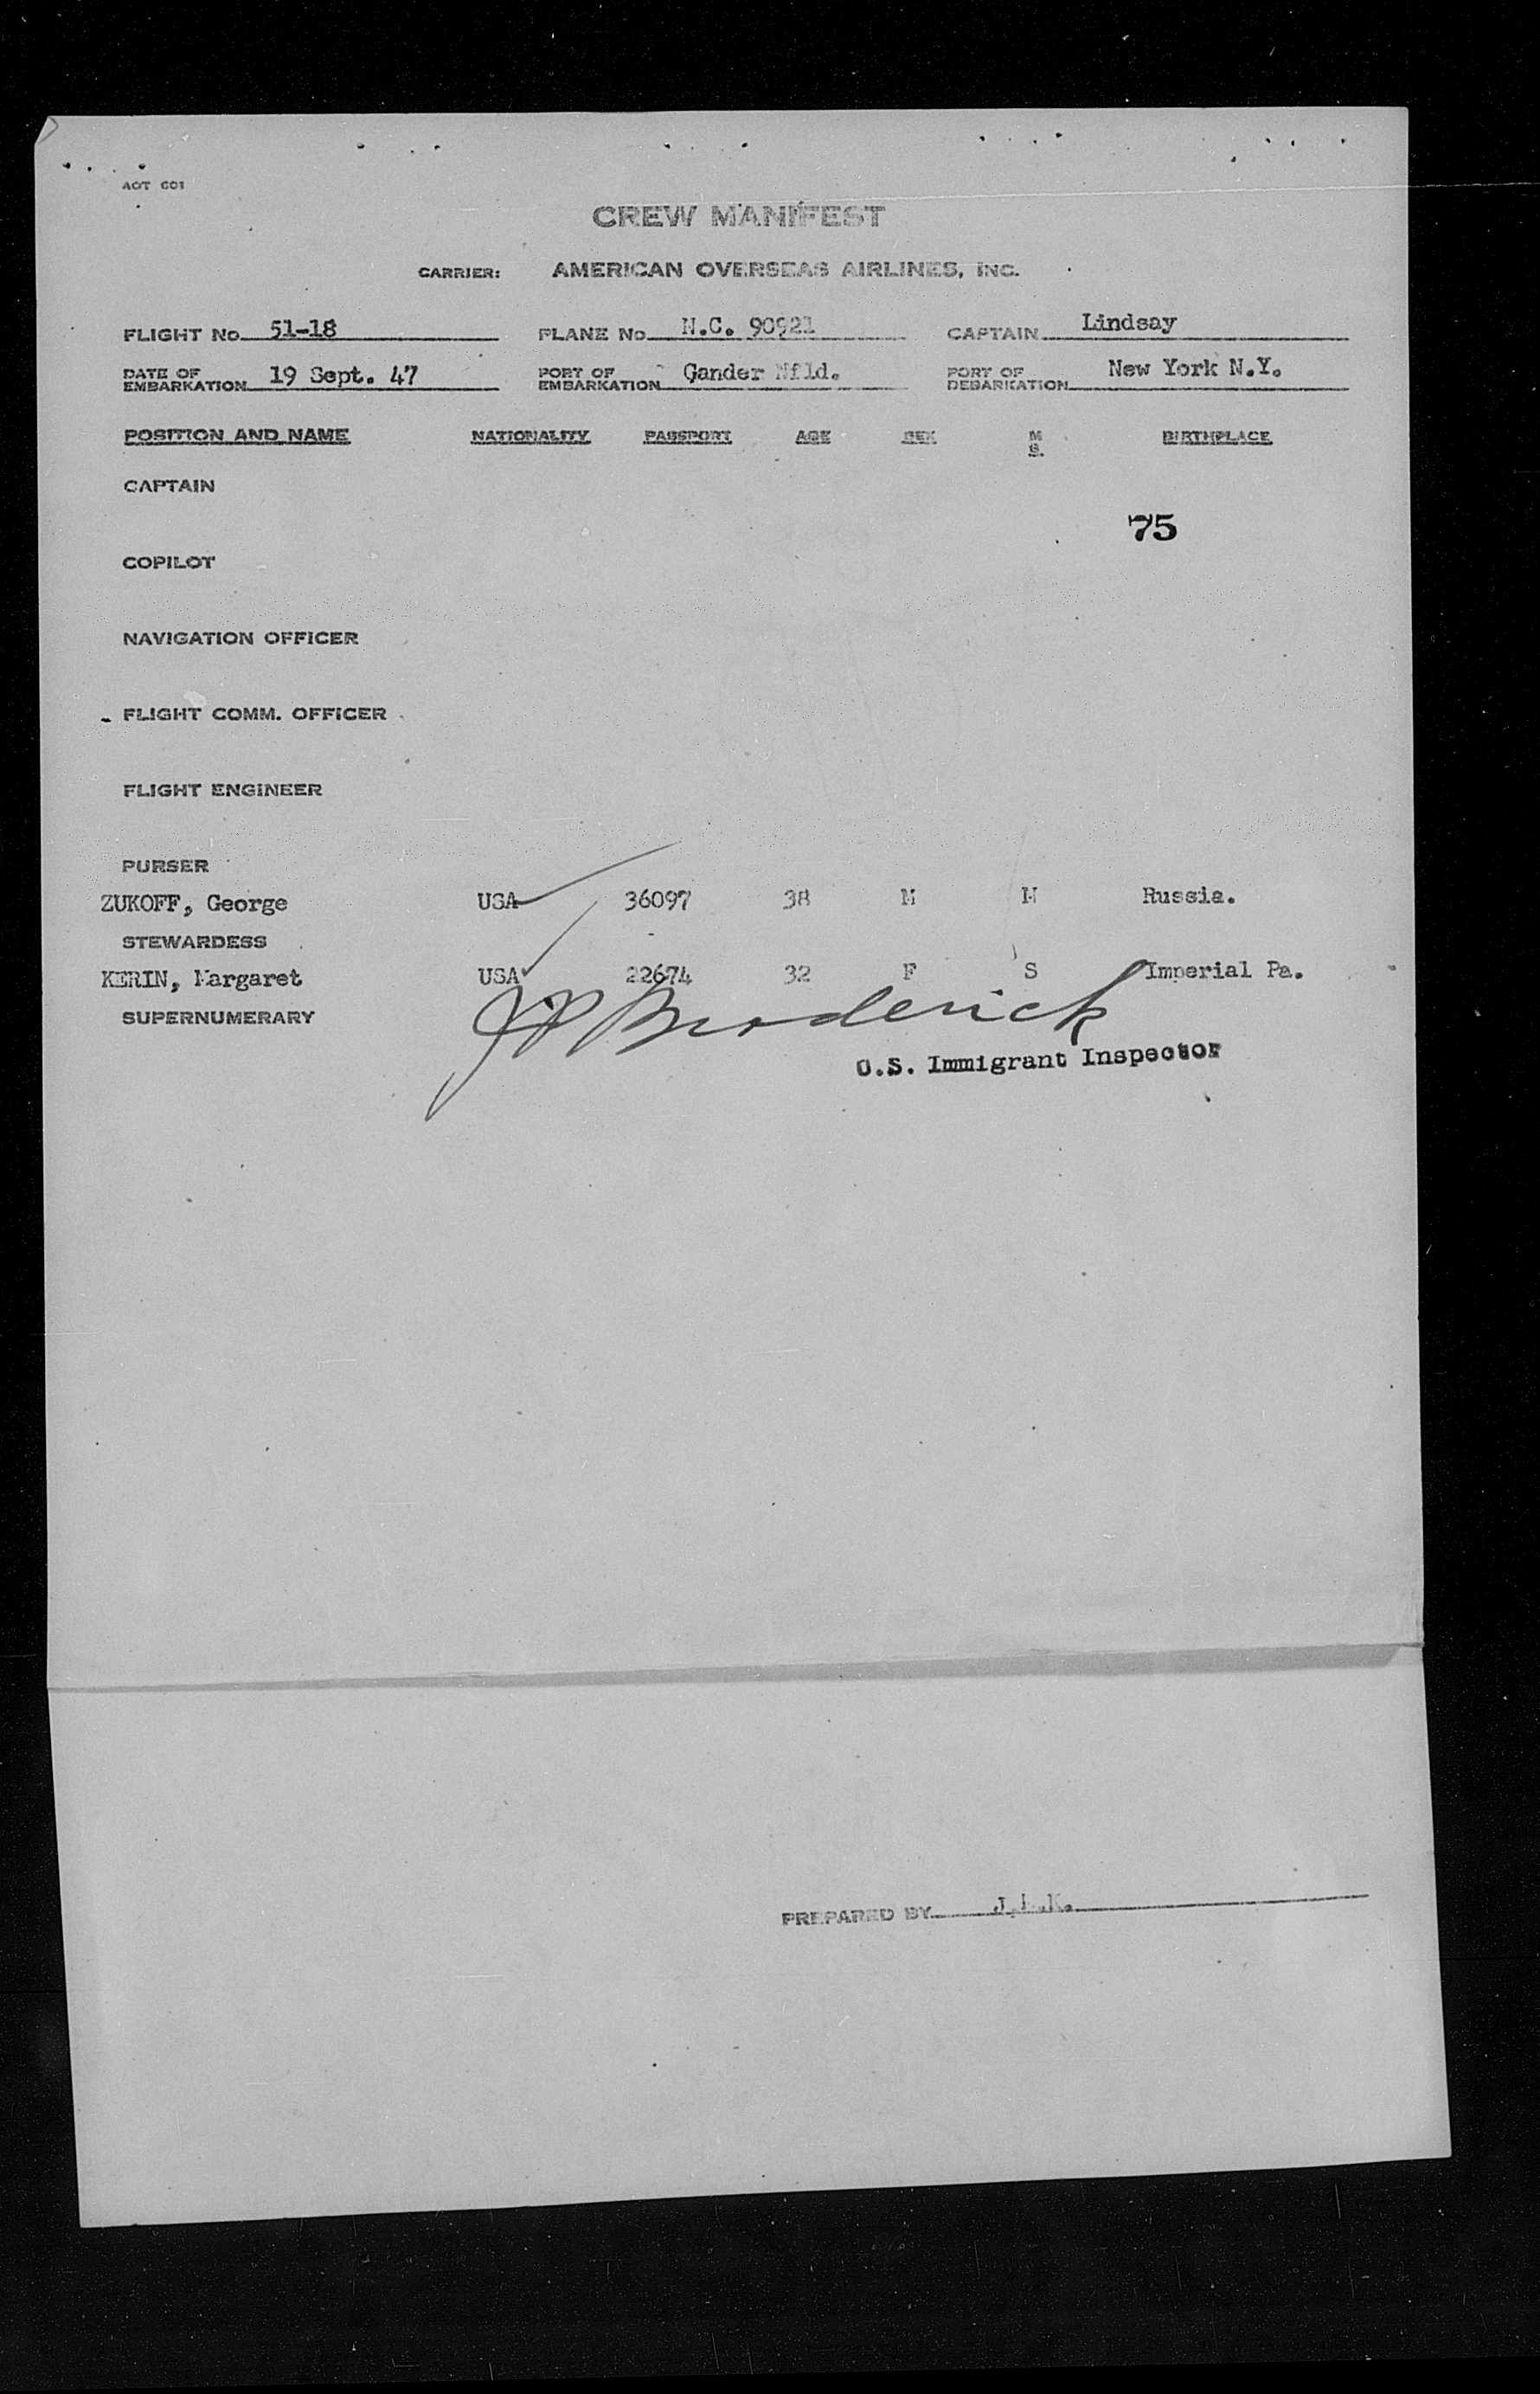 AOT 601
CREW MANIFEST
CARRIER: AMERICAN OVERSEAS AIRLINES, INC.
FLIGHT No 51-18 PLANE No N.C. 90921 CAPTAIN Lindsay
DATE OF EMBARKATION 19 Sept. 47 PORT OF EMBARKATION Gander Nfld. PORT OF DEBARKATION New York N.Y.
POSITION AND NAME NATIONALITY PASSPORT AGE SEX M S. BIRTHPLACE
CAPTAIN
75
COPILOT
NAVIGATION OFFICER
FLIGHT COMM. OFFICER
FLIGHT ENGINEER
PURSER
ZUKOFF, George USA 36097 38 M M Russia.
STEWARDESS
KERIN, Margaret USA 22674 32 F S Imperial Pa.
SUPERNUMERARY
JP Broderick
U.S. Immigrant Inspector
PREPARED BY